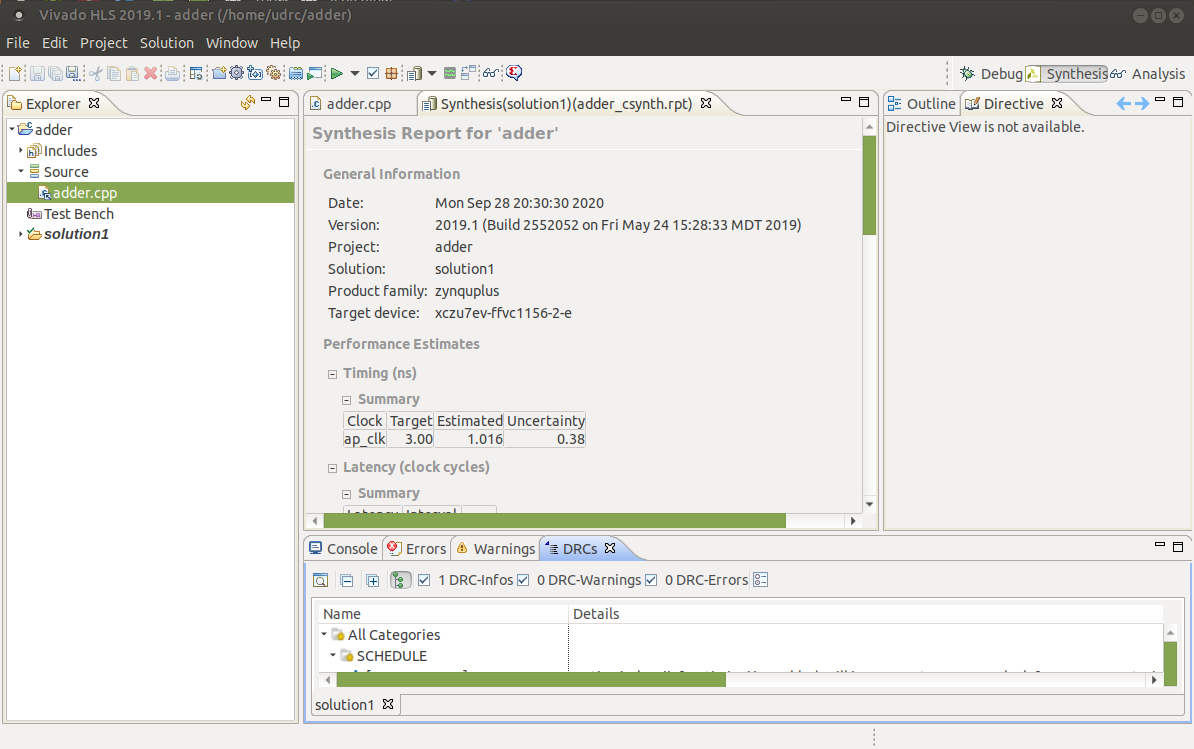 Vivado HLS 2019.1 - adder (/home/udrc/adder)
File Edit Project Solution Window Help
Debug Synthesis Analysis
Explorer
adder
Includes
Source
adder.cpp
Test Bench
solution1
adder.cpp Synthesis(solution1)(adder_csynth.rpt)
Synthesis Report for 'adder'
General Information
Date: Mon Sep 28 20:30:30 2020
Version: 2019.1 (Build 2552052 on Fri May 24 15:28:33 MDT 2019)
Project: adder
Solution: solution1
Product family: zynquplus
Target device: xczu7ev-ffvc1156-2-e
Performance Estimates
Timing (ns)
Summary
Clock Target Estimated Uncertainty
ap_clk 3.00 1.016 0.38
Latency (clock cycles)
Summary
Latency Interval
Outline Directive
Directive View is not available.
Console Errors Warnings DRCs
1 DRC-Infos 0 DRC-Warnings 0 DRC-Errors
Name Details
All Categories
SCHEDULE
solution1